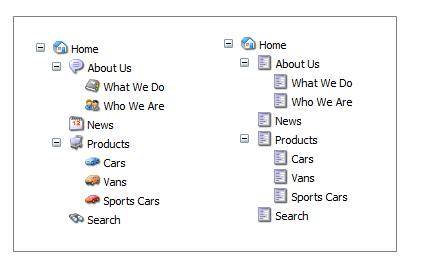 Home
About Us
What We Do
Who We Are
12
News
Products
Cars
Vans
Sports Cars
Search
Home
About Us
What We Do
Who We Are
News
Products
Cars
Vans
Sports Cars
Search